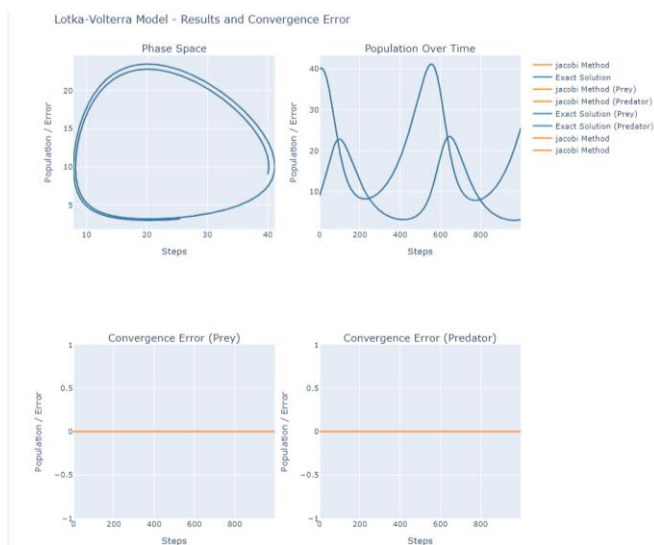 Lotka-Volterra Model - Results and Convergence Error
Phase Space
Population / Error
20
15
10
5
10
20
30
40
Steps
Population Over Time
Population / Error
40
30
20
10
0
200
400
600
800
Steps
jacobi Method
Exact Solution
jacobi Method (Prey)
jacobi Method (Predator)
Exact Solution (Prey)
Exact Solution (Predator)
jacobi Method
jacobi Method
Convergence Error (Prey)
Population / Error
1
0.5
0
−0.5
−1
0
200
400
600
800
Steps
Convergence Error (Predator)
Population / Error
1
0.5
0
−0.5
−1
0
200
400
600
800
Steps